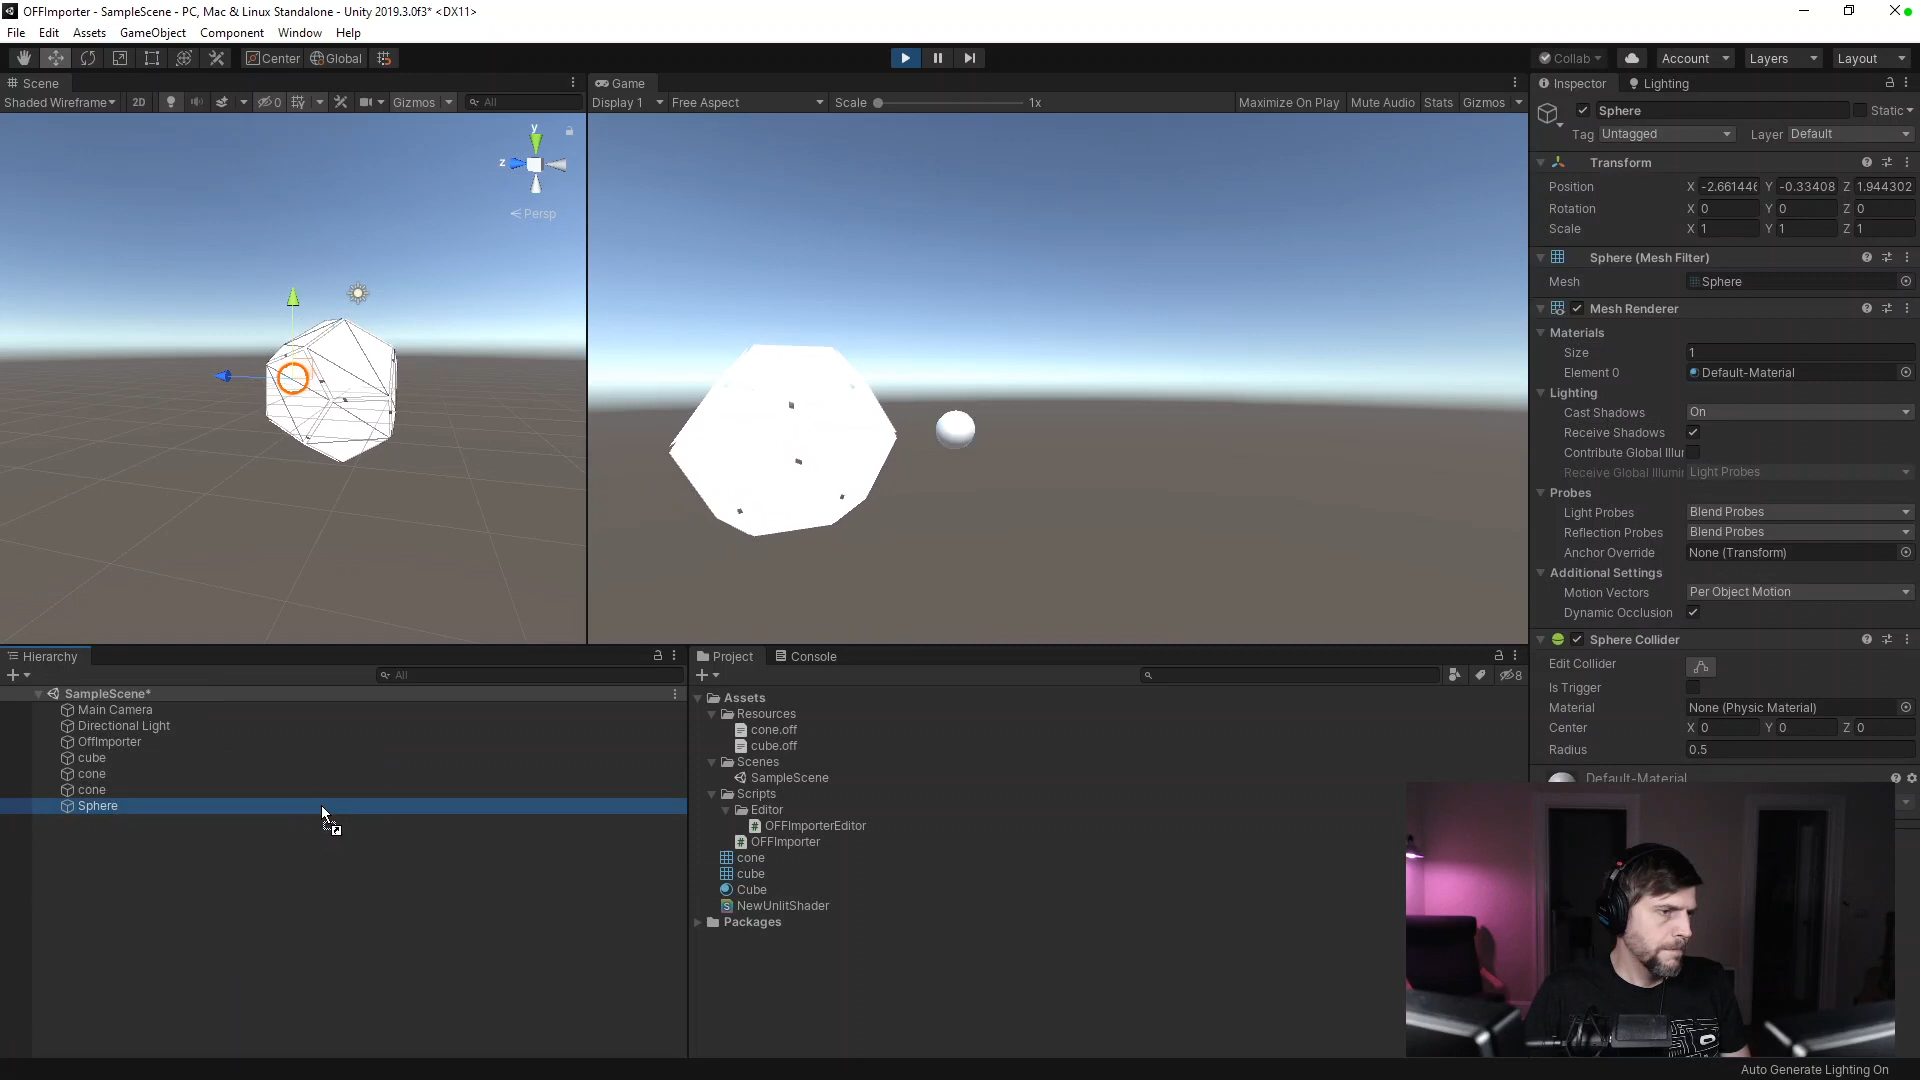 OFFImporter - SampleScene - PC, Mac & Linux Standalone - Unity 2019.3.0f3* <DX11>
File Edit Assets GameObject Component Window Help
Center Global
Collab Account Layers Layout
Scene
Shaded Wireframe 2D 0 Gizmos All
y
z
Persp
Game
Display 1 Free Aspect Scale 1x Maximize On Play Mute Audio Stats Gizmos
Inspector Lighting
Sphere Static
Tag Untagged Layer Default
Transform
Position X -2.661446 Y -0.33408 Z 1.944302
Rotation X 0 Y 0 Z 0
Scale X 1 Y 1 Z 1
Sphere (Mesh Filter)
Mesh Sphere
Mesh Renderer
Materials
Size 1
Element 0 Default-Material
Lighting
Cast Shadows On
Receive Shadows
Contribute Global Illur
Receive Global Illumir Light Probes
Probes
Light Probes Blend Probes
Reflection Probes Blend Probes
Anchor Override None (Transform)
Additional Settings
Motion Vectors Per Object Motion
Dynamic Occlusion
Sphere Collider
Edit Collider
Is Trigger
Material None (Physic Material)
Center X 0 Y 0 Z 0
Radius 0.5
Default-Material
Hierarchy
All
SampleScene*
Main Camera
Directional Light
OffImporter
cube
cone
cone
Sphere
Project Console
8
Assets
Resources
cone.off
cube.off
Scenes
SampleScene
Scripts
Editor
OFFImporterEditor
OFFImporter
cone
cube
Cube
NewUnlitShader
Packages
Auto Generate Lighting On